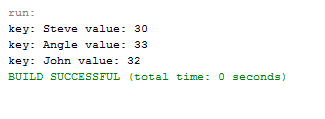 run:
key: Steve value: 30
key: Angle value: 33
key: John value: 32
BUILD SUCCESSFUL (total time: 0 seconds)